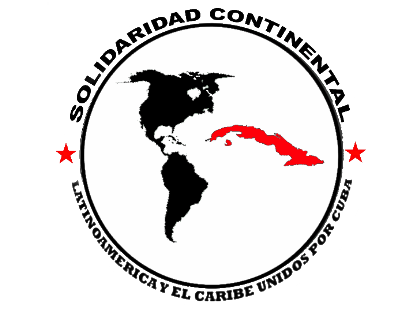 SOLIDARIDAD CONTINENTAL
LATINOAMERICA Y EL CARIBE UNIDOS POR CUBA